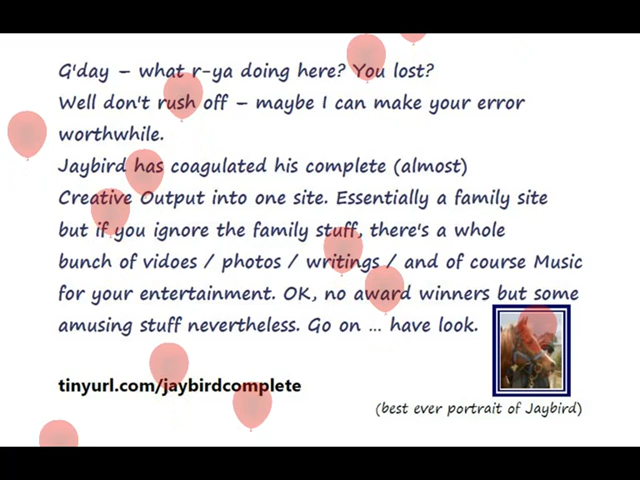 G'day – what r-ya doing here? You lost?
Well don't rush off – maybe I can make your error
worthwhile.
Jaybird has coagulated his complete (almost)
Creative Output into one site. Essentially a family site
but if you ignore the family stuff, there's a whole
bunch of vidoes / photos / writings / and of course Music
for your entertainment. OK, no award winners but some
amusing stuff nevertheless. Go on ... have look.
tinyurl.com/jaybirdcomplete
(best ever portrait of Jaybird)